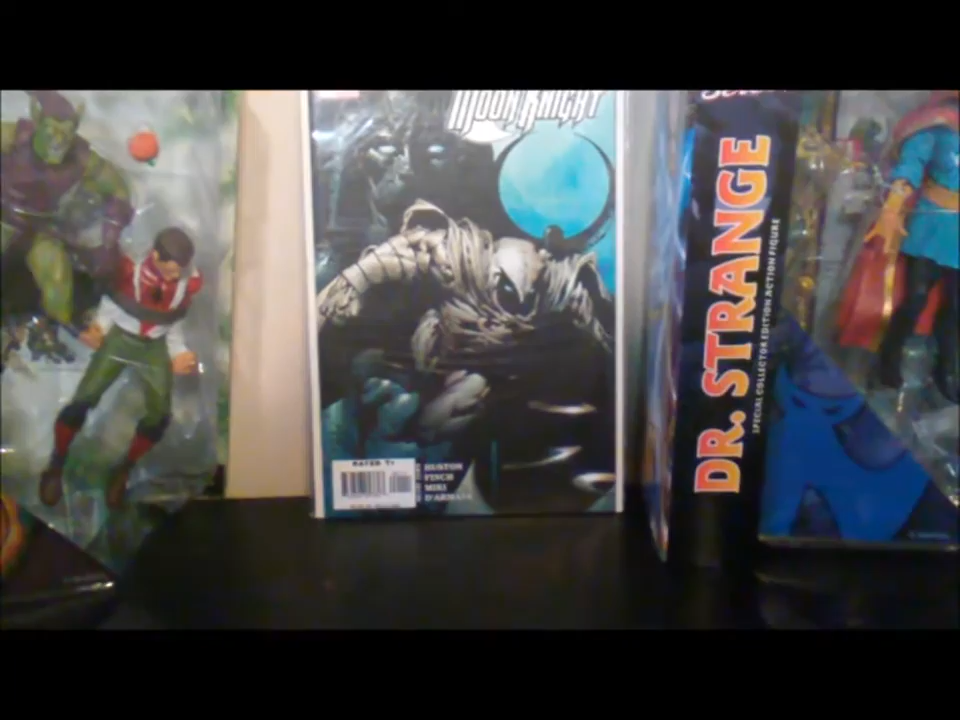 MOON KNIGHT
RATED T+
HUSTON
FINCH
MIKI
D'ARMATA
DR. STRANGE
SPECIAL COLLECTOR EDITION ACTION FIGURE